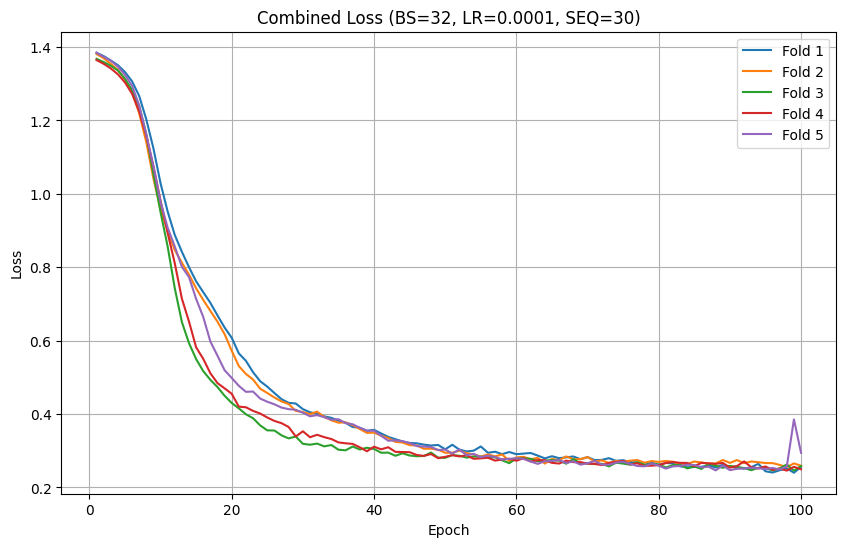 Combined Loss (BS=32, LR=0.0001, SEQ=30)
Fold 1
Fold 2
Fold 3
Fold 4
Fold 5
Loss
1.4
1.2
1.0
0.8
0.6
0.4
0.2
0 20 40 60 80 100
Epoch